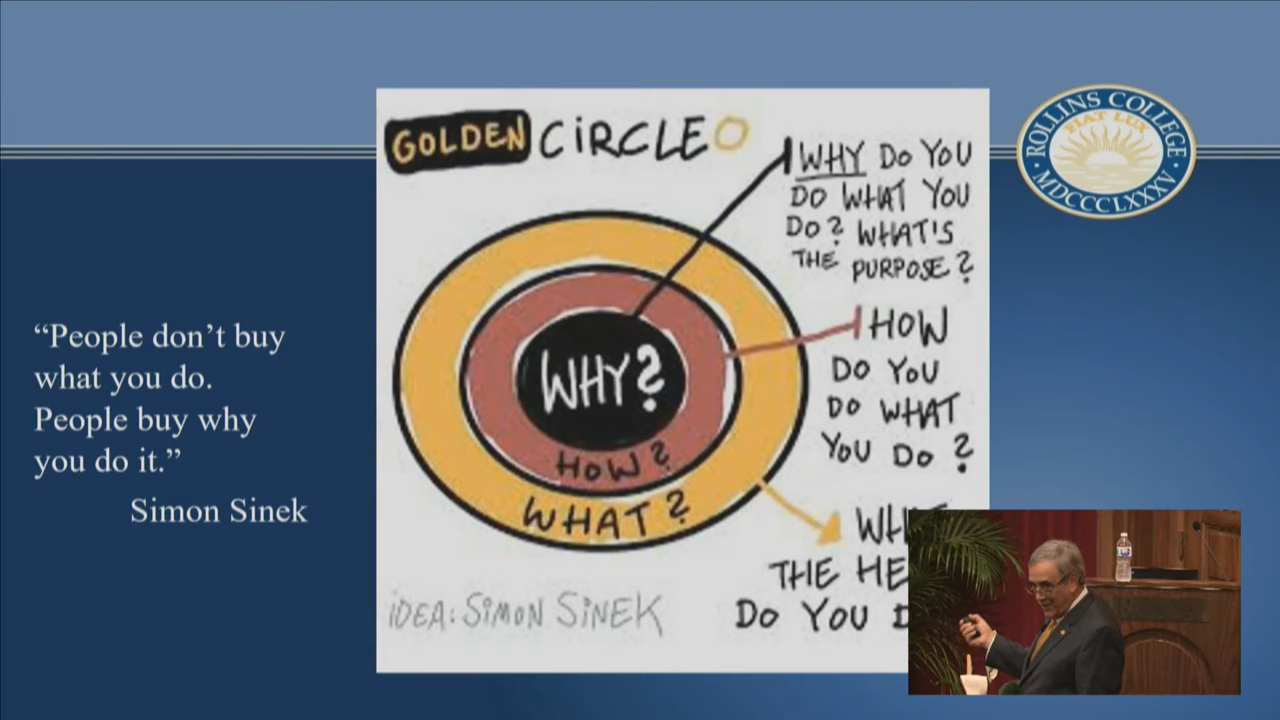 “People don’t buy
what you do.
People buy why
you do it.”
Simon Sinek
GOLDEN CIRCLE
WHY DO YOU
DO WHAT YOU
DO? WHAT'S
THE PURPOSE?
HOW
DO YOU
DO WHAT
YOU DO?
THE
DO YOU
WHY?
HOW?
WHAT?
IDEA: SIMON SINEK
ROLLINS COLLEGE
FIAT LUX
MDCCCLXXXV